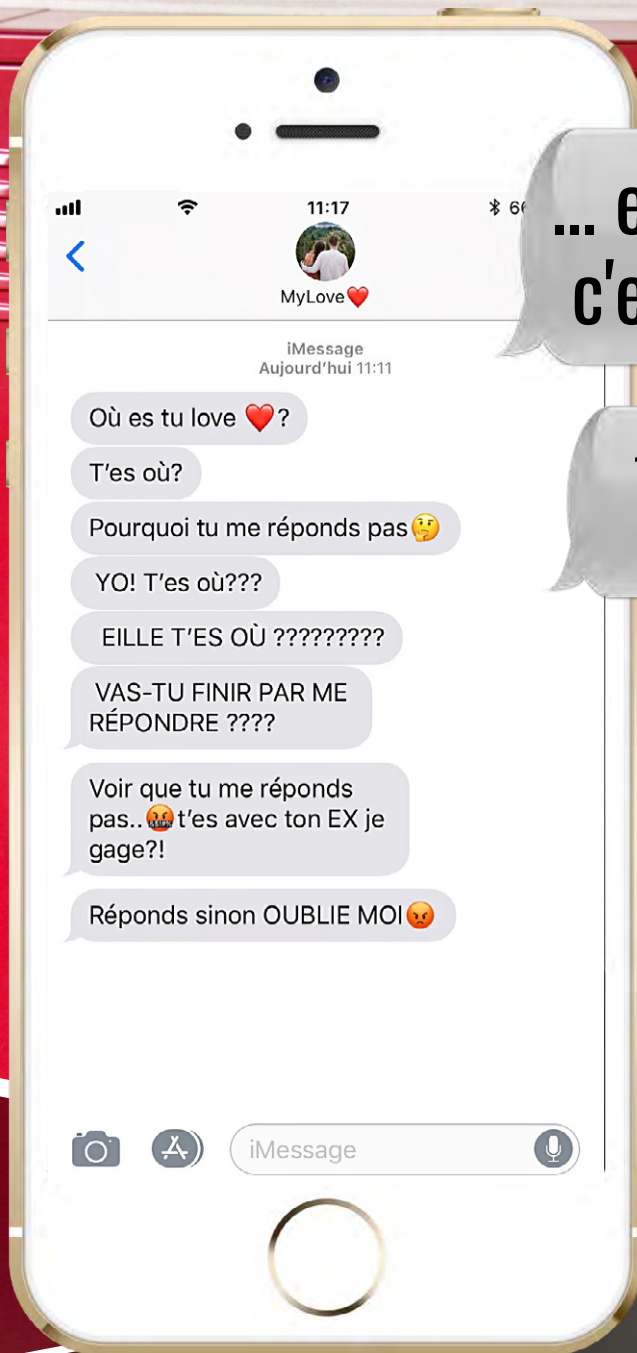 11:17
MyLove❤️
iMessage
Aujourd'hui 11:11
Où es tu love ❤️?
T'es où?
Pourquoi tu me réponds pas🤔
YO! T'es où???
EILLE T'ES OÙ ?????????
VAS-TU FINIR PAR ME
RÉPONDRE ????
Voir que tu me réponds
pas..🤬t'es avec ton EX je
gage?!
Réponds sinon OUBLIE MOI😡
iMessage
...